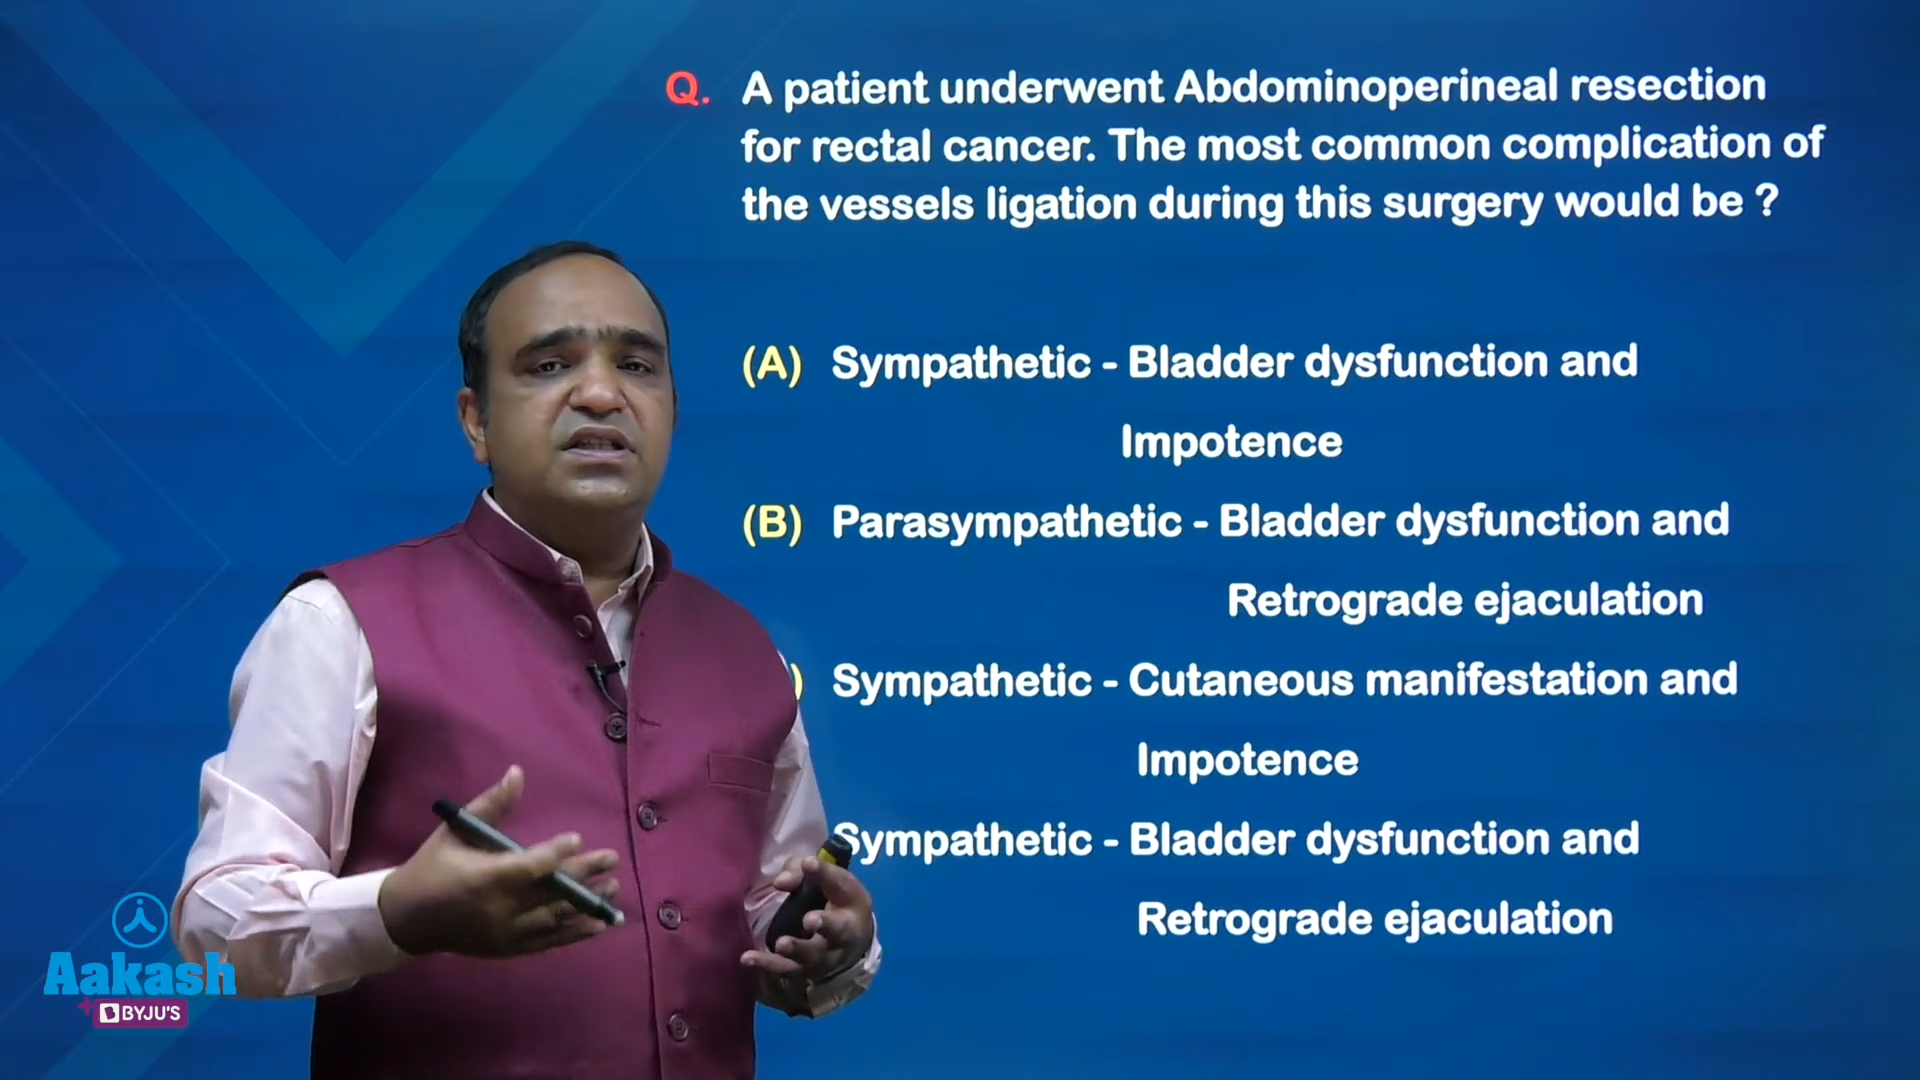 Q. A patient underwent Abdominoperineal resection
for rectal cancer. The most common complication of
the vessels ligation during this surgery would be ?
(A) Sympathetic - Bladder dysfunction and
Impotence
(B) Parasympathetic - Bladder dysfunction and
Retrograde ejaculation
) Sympathetic - Cutaneous manifestation and
Impotence
Sympathetic - Bladder dysfunction and
Retrograde ejaculation
Aakash
+ BYJU'S